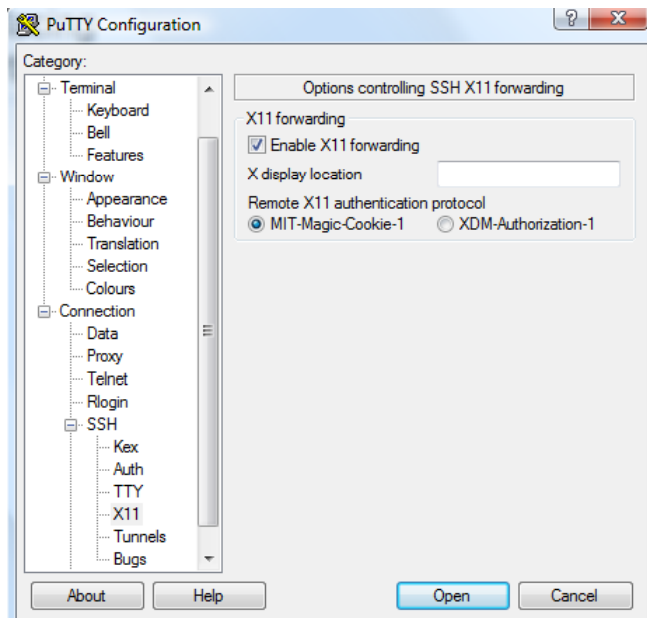 PuTTY Configuration
Category:
Terminal
Keyboard
Bell
Features
Window
Appearance
Behaviour
Translation
Selection
Colours
Connection
Data
Proxy
Telnet
Rlogin
SSH
Kex
Auth
TTY
X11
Tunnels
Bugs
Options controlling SSH X11 forwarding
X11 forwarding
Enable X11 forwarding
X display location
Remote X11 authentication protocol
MIT-Magic-Cookie-1 XDM-Authorization-1
About Help Open Cancel